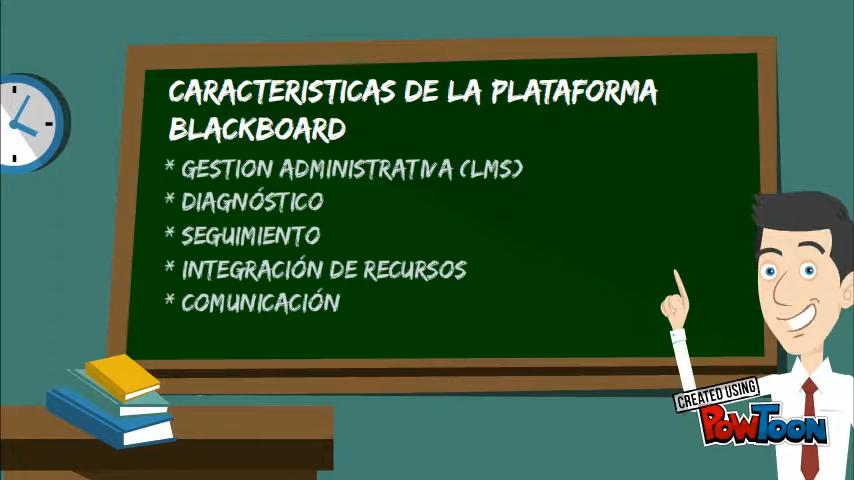 CARACTERISTICAS DE LA PLATAFORMA
BLACKBOARD
* GESTION ADMINISTRATIVA (LMS)
* DIAGNÓSTICO
* SEGUIMIENTO
* INTEGRACIÓN DE RECURSOS
* COMUNICACIÓN
CREATED USING
POWTOON